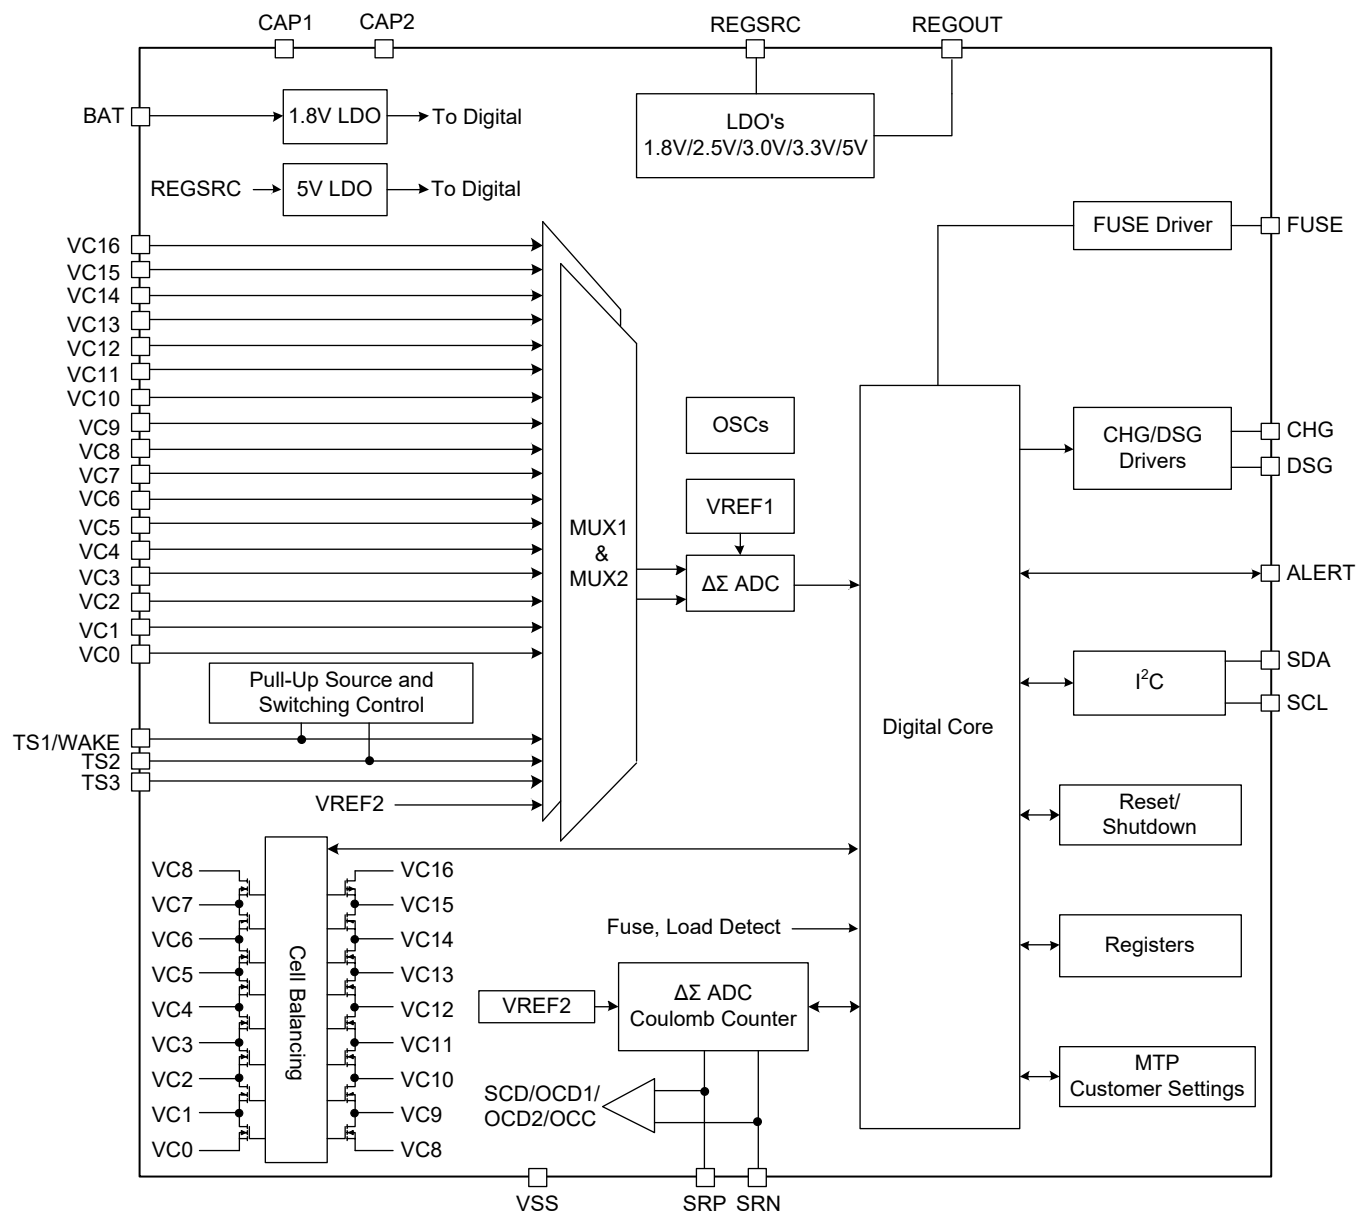 CAP1
CAP2
REGSRC
REGOUT
BAT
1.8V LDO
To Digital
LDO's
1.8V/2.5V/3.0V/3.3V/5V
REGSRC
5V LDO
To Digital
FUSE Driver
FUSE
VC16
VC15
VC14
VC13
VC12
VC11
VC10
VC9
VC8
VC7
VC6
VC5
VC4
VC3
VC2
VC1
VC0
MUX1
&
MUX2
OSCs
VREF1
ΔΣ ADC
CHG/DSG
Drivers
CHG
DSG
ALERT
I²C
SDA
SCL
Digital Core
Pull-Up Source and
Switching Control
TS1/WAKE
TS2
TS3
VREF2
Reset/
Shutdown
Registers
MTP
Customer Settings
VC8
VC7
VC6
VC5
VC4
VC3
VC2
VC1
VC0
Cell Balancing
VC16
VC15
VC14
VC13
VC12
VC11
VC10
VC9
VC8
Fuse, Load Detect
VREF2
ΔΣ ADC
Coulomb Counter
SCD/OCD1/
OCD2/OCC
VSS
SRP
SRN